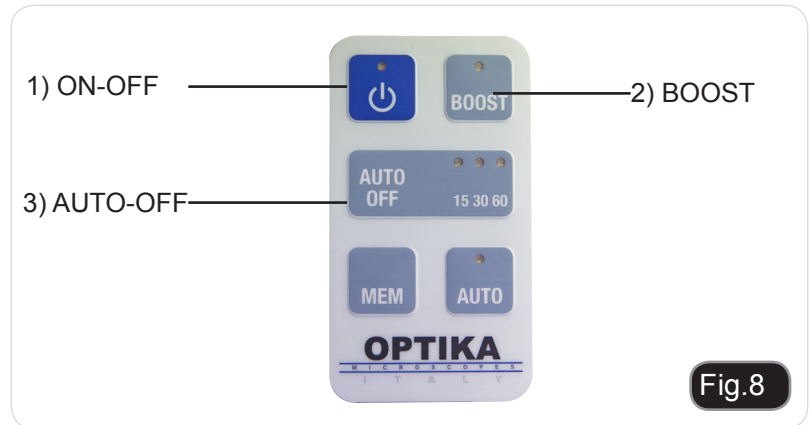 1) ON-OFF
BOOST
2) BOOST
AUTO
OFF
15 30 60
3) AUTO-OFF
MEM
AUTO
OPTIKA
MICROSCOPES
ITALY
Fig.8